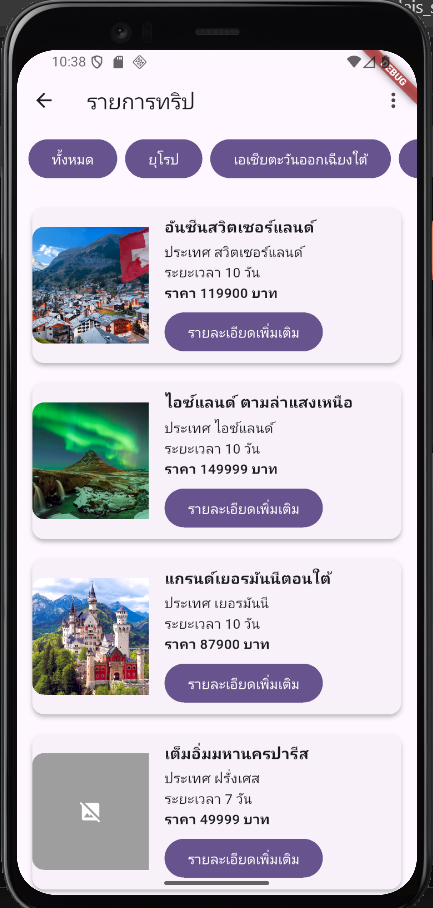 10:38
DEBUG
รายการทริป
ทั้งหมด
ยุโรป
เอเชียตะวันออกเฉียงใต้
อันซีนสวิตเซอร์แลนด์
ประเทศ สวิตเซอร์แลนด์
ระยะเวลา 10 วัน
ราคา 119900 บาท
รายละเอียดเพิ่มเติม
ไอซ์แลนด์ ตามล่าแสงเหนือ
ประเทศ ไอซ์แลนด์
ระยะเวลา 10 วัน
ราคา 149999 บาท
รายละเอียดเพิ่มเติม
แกรนด์เยอรมันนีตอนใต้
ประเทศ เยอรมันนี
ระยะเวลา 10 วัน
ราคา 87900 บาท
รายละเอียดเพิ่มเติม
เต็มอิ่มมหานครปารีส
ประเทศ ฝรั่งเศส
ระยะเวลา 7 วัน
ราคา 49999 บาท
รายละเอียดเพิ่มเติม